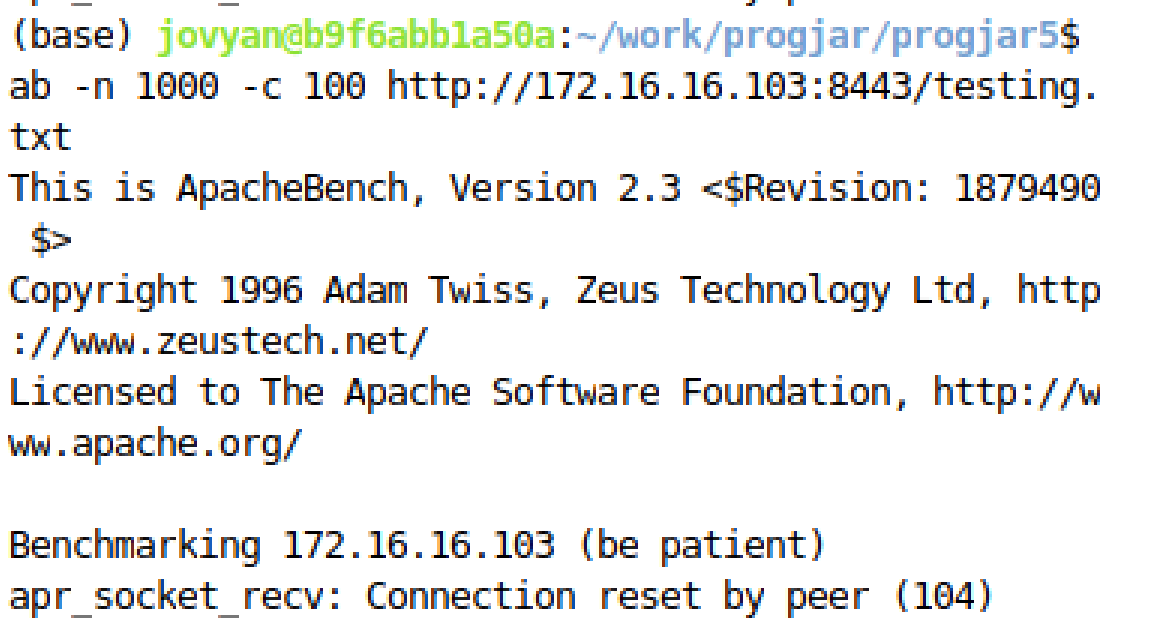 (base) jovyan@b9f6abb1a50a:~/work/progjar/progjar5$
ab -n 1000 -c 100 http://172.16.16.103:8443/testing.
txt
This is ApacheBench, Version 2.3 <$Revision: 1879490
 $>
Copyright 1996 Adam Twiss, Zeus Technology Ltd, http
://www.zeustech.net/
Licensed to The Apache Software Foundation, http://w
ww.apache.org/

Benchmarking 172.16.16.103 (be patient)
apr_socket_recv: Connection reset by peer (104)